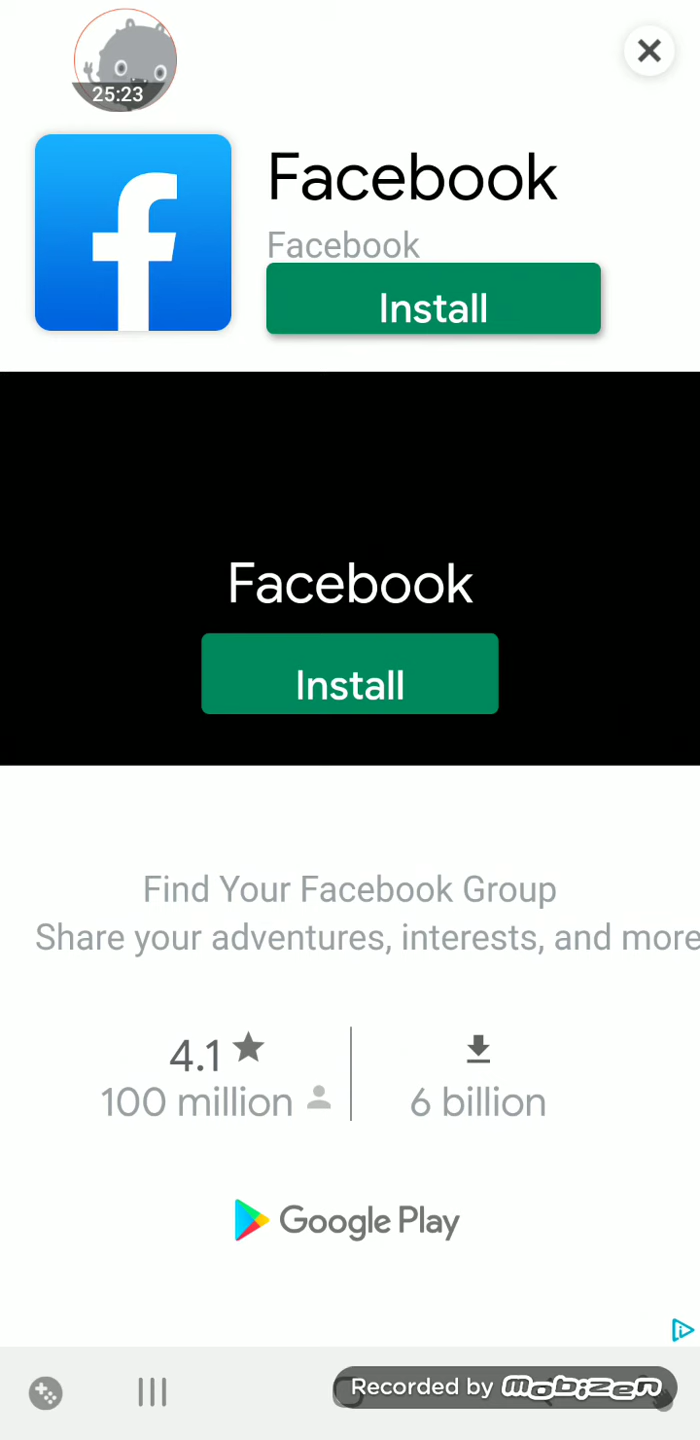 25:23
Facebook
Facebook
Install
Facebook
Install
Find Your Facebook Group
Share your adventures, interests, and more
4.1
100 million
6 billion
Google Play
Recorded by mobizen